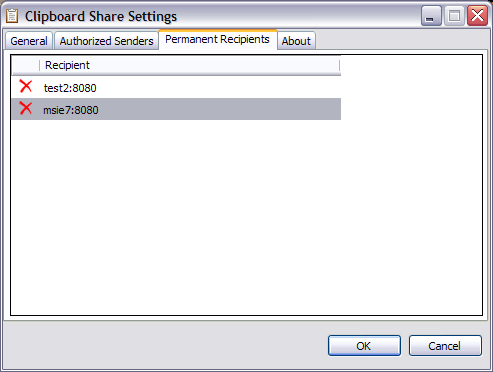 Clipboard Share Settings
General Authorized Senders Permanent Recipients About
Recipient
test2:8080
msie7:8080
OK Cancel